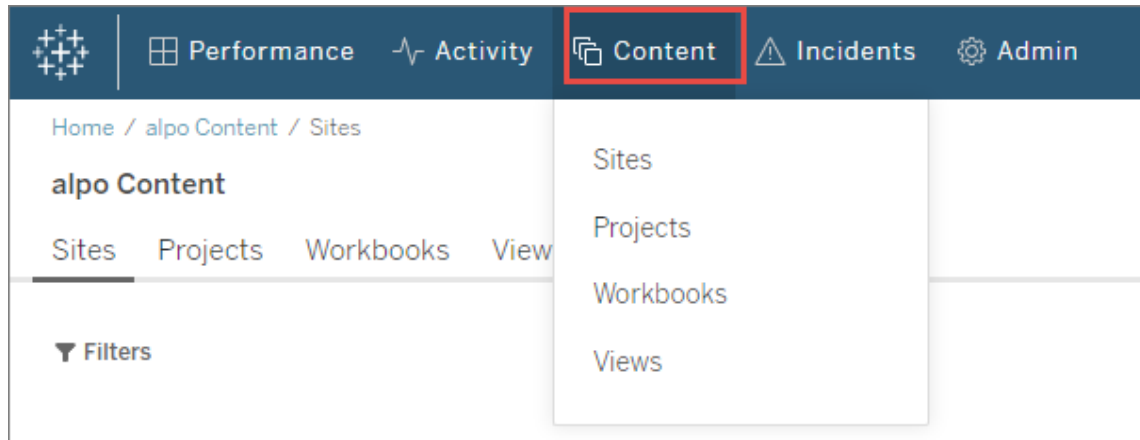 Performance Activity Content Incidents Admin
Home / alpo Content / Sites
alpo Content
Sites Projects Workbooks View
Filters
Sites
Projects
Workbooks
Views